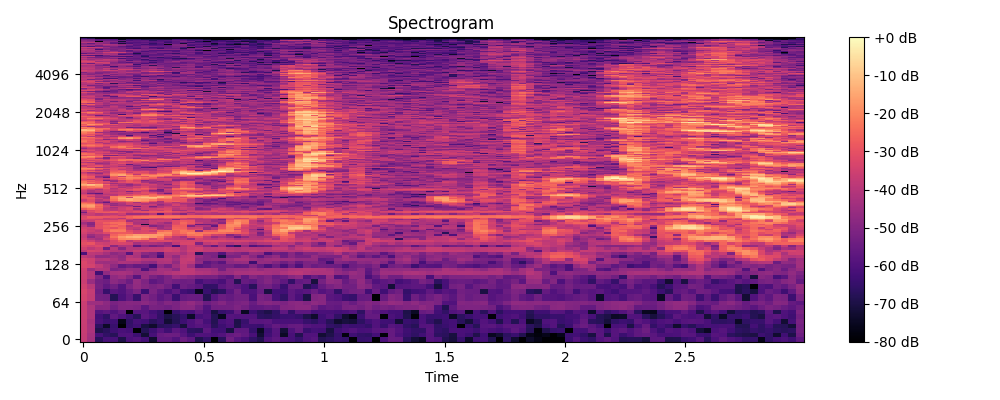 Spectrogram
Hz
4096
2048
1024
512
256
128
64
0
0
0.5
1
1.5
2
2.5
Time
+0 dB
-10 dB
-20 dB
-30 dB
-40 dB
-50 dB
-60 dB
-70 dB
-80 dB